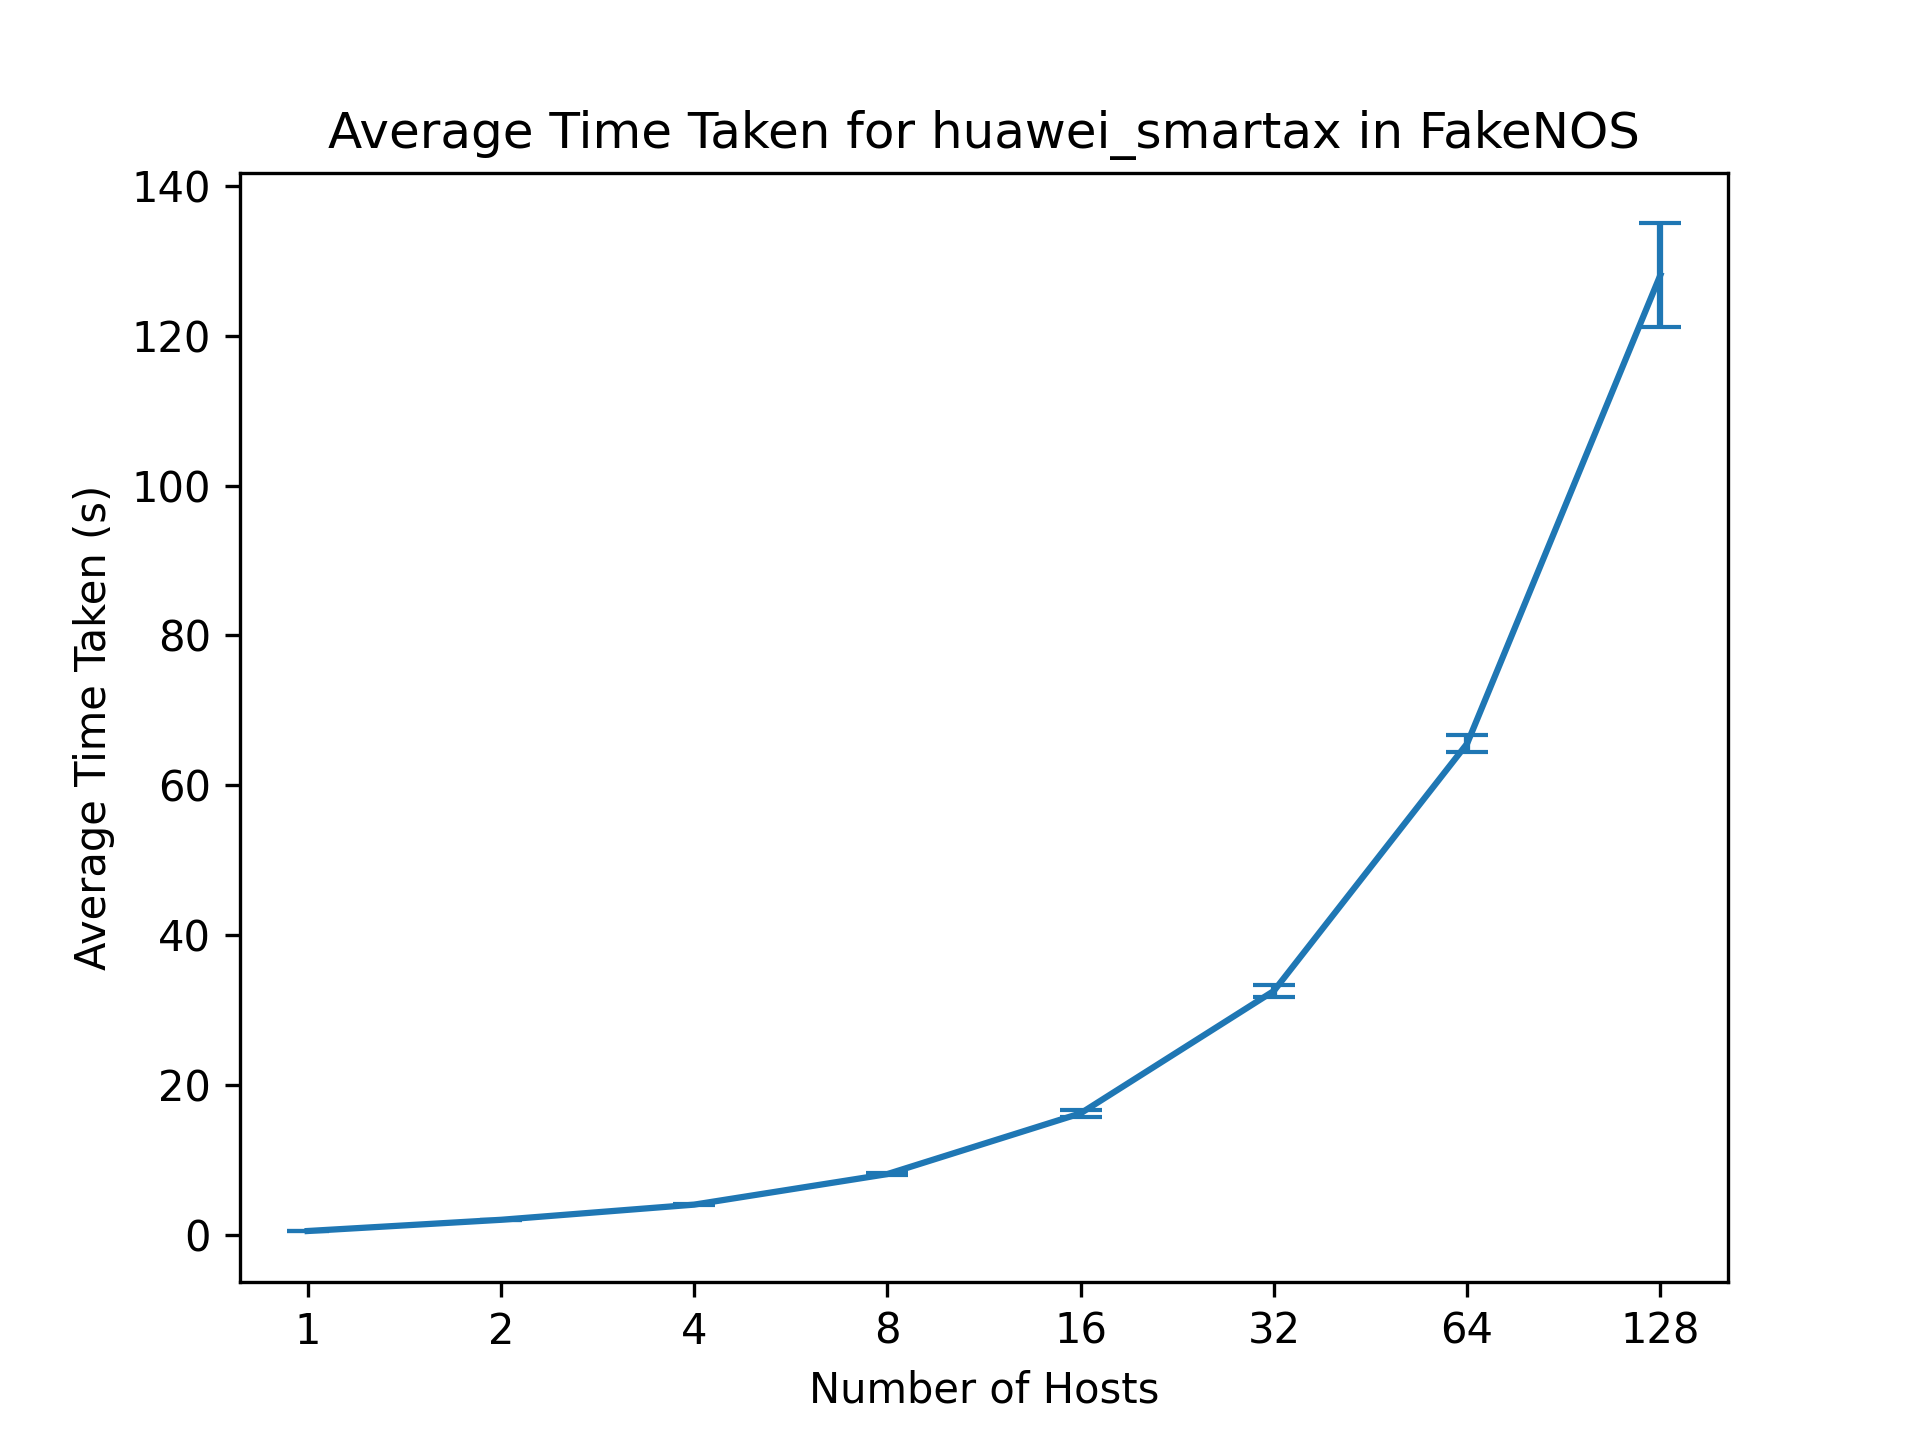 Average Time Taken for huawei_smartax in FakeNOS
Average Time Taken (s)
140
120
100
80
60
40
20
0
1 2 4 8 16 32 64 128
Number of Hosts